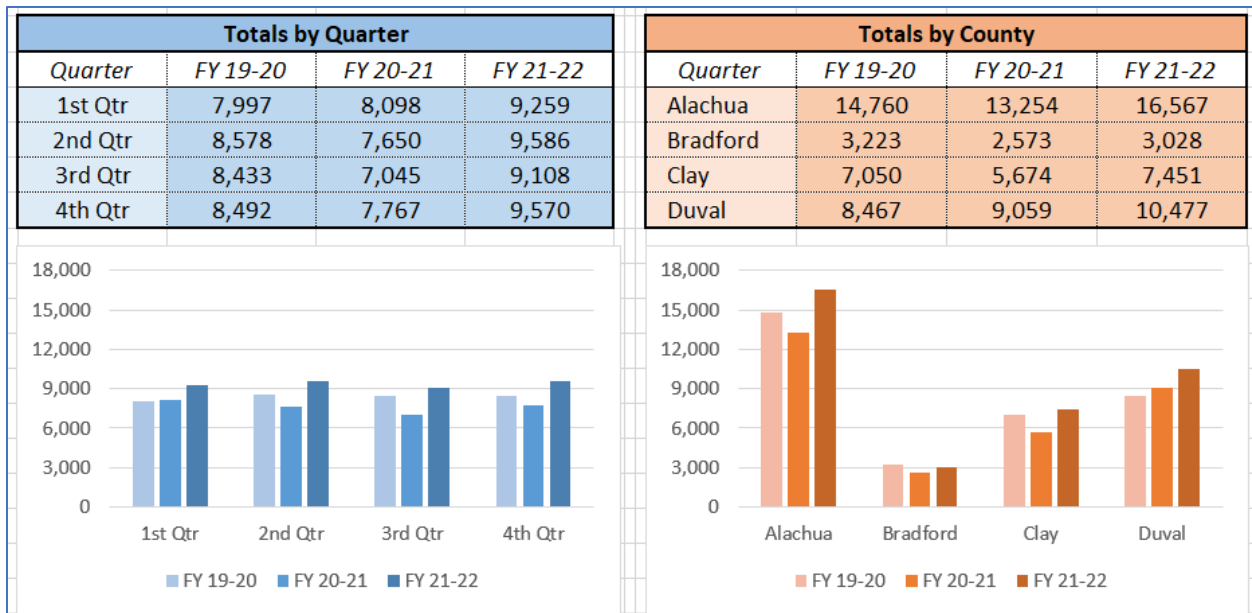 Totals by Quarter
Quarter FY 19-20 FY 20-21 FY 21-22
1st Qtr 7,997 8,098 9,259
2nd Qtr 8,578 7,650 9,586
3rd Qtr 8,433 7,045 9,108
4th Qtr 8,492 7,767 9,570
18,000
15,000
12,000
9,000
6,000
3,000
0
1st Qtr 2nd Qtr 3rd Qtr 4th Qtr
FY 19-20 FY 20-21 FY 21-22
Totals by County
Quarter FY 19-20 FY 20-21 FY 21-22
Alachua 14,760 13,254 16,567
Bradford 3,223 2,573 3,028
Clay 7,050 5,674 7,451
Duval 8,467 9,059 10,477
18,000
15,000
12,000
9,000
6,000
3,000
0
Alachua Bradford Clay Duval
FY 19-20 FY 20-21 FY 21-22